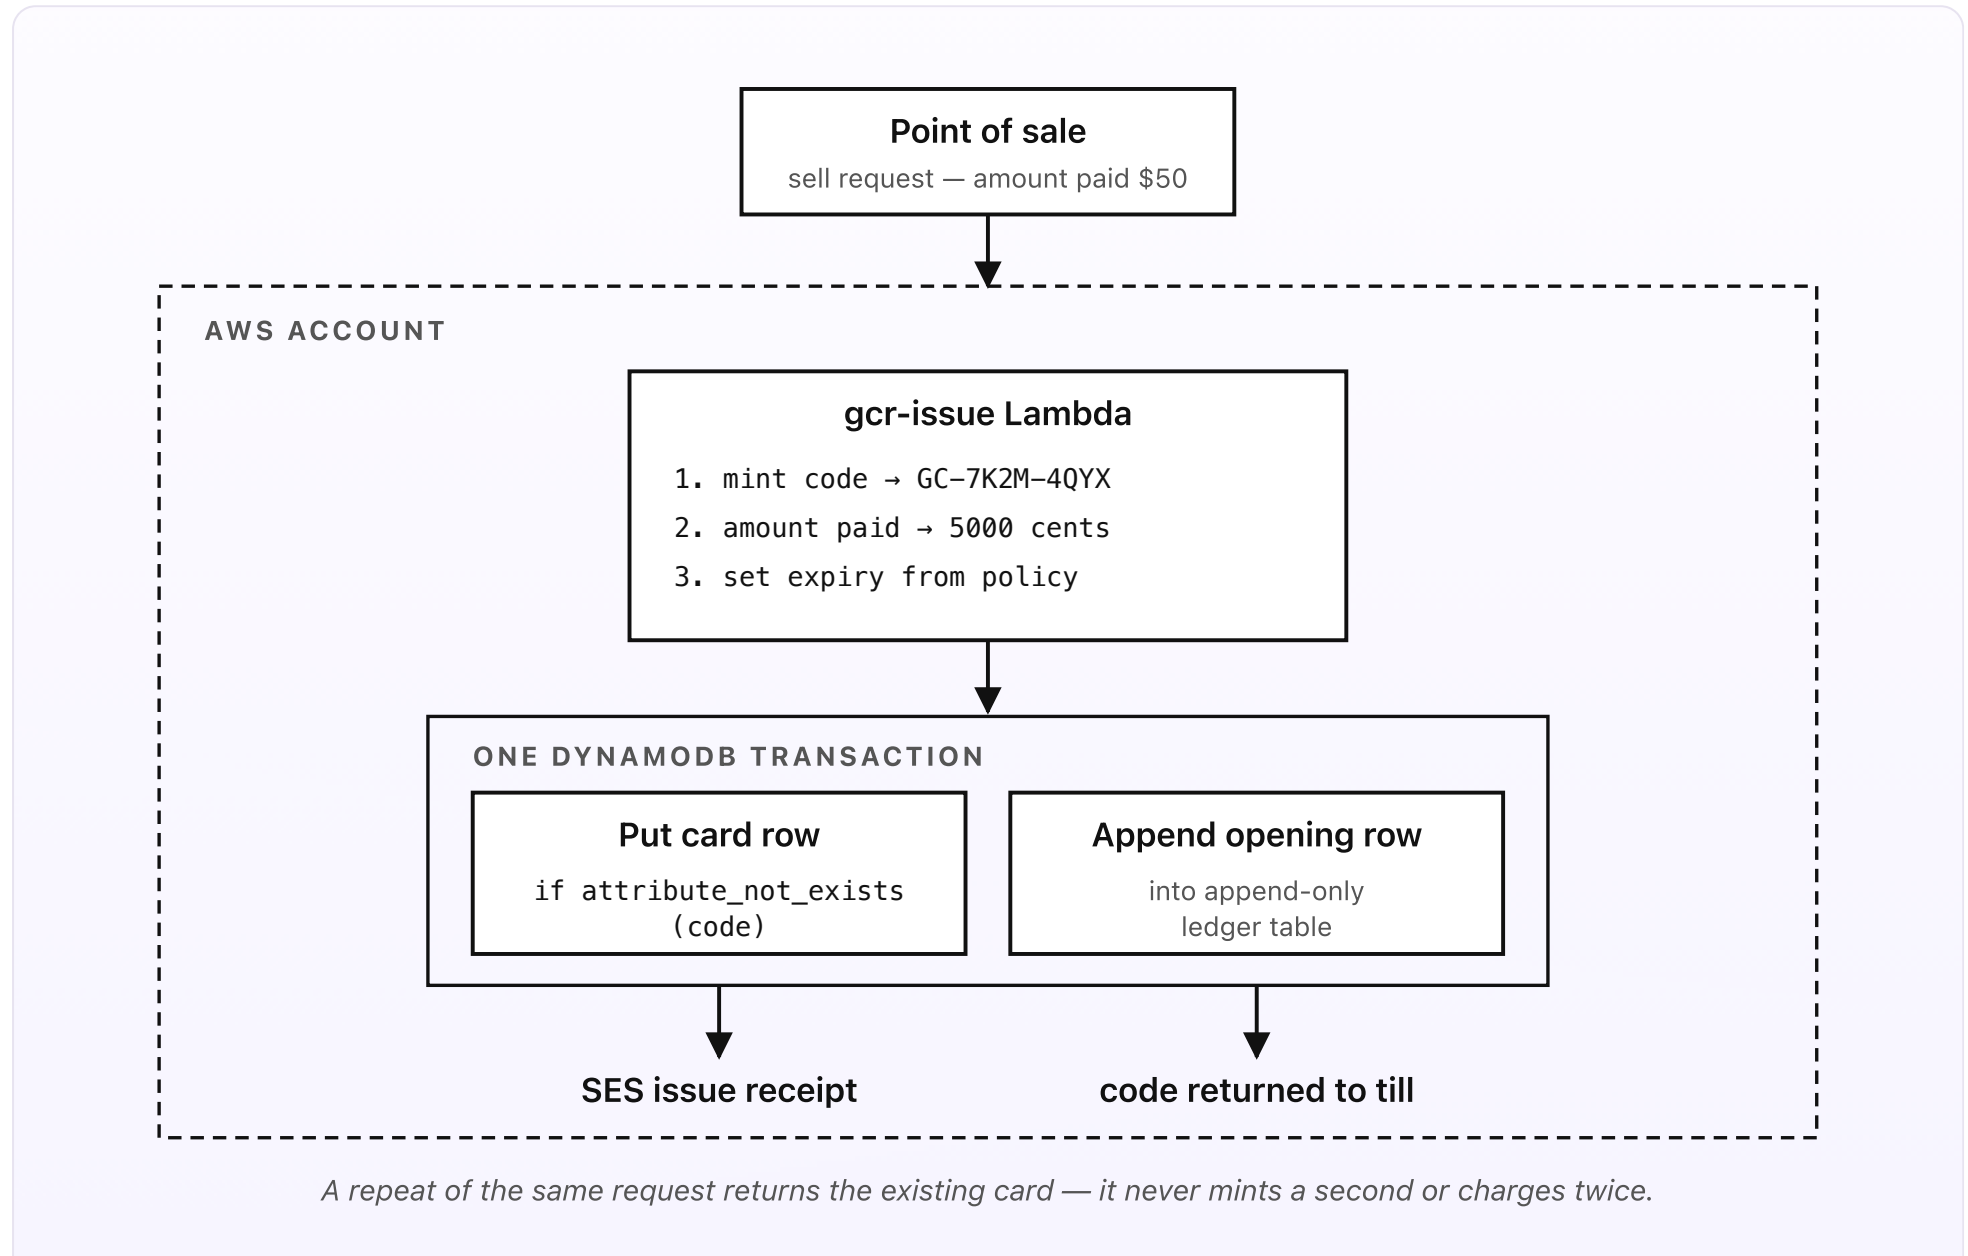 Point of sale
sell request — amount paid $50
AWS ACCOUNT
gcr-issue Lambda
1. mint code → GC–7K2M–4QYX
2. amount paid → 5000 cents
3. set expiry from policy
ONE DYNAMODB TRANSACTION
Put card row
if attribute_not_exists
(code)
Append opening row
into append-only
ledger table
SES issue receipt
code returned to till
A repeat of the same request returns the existing card — it never mints a second or charges twice.